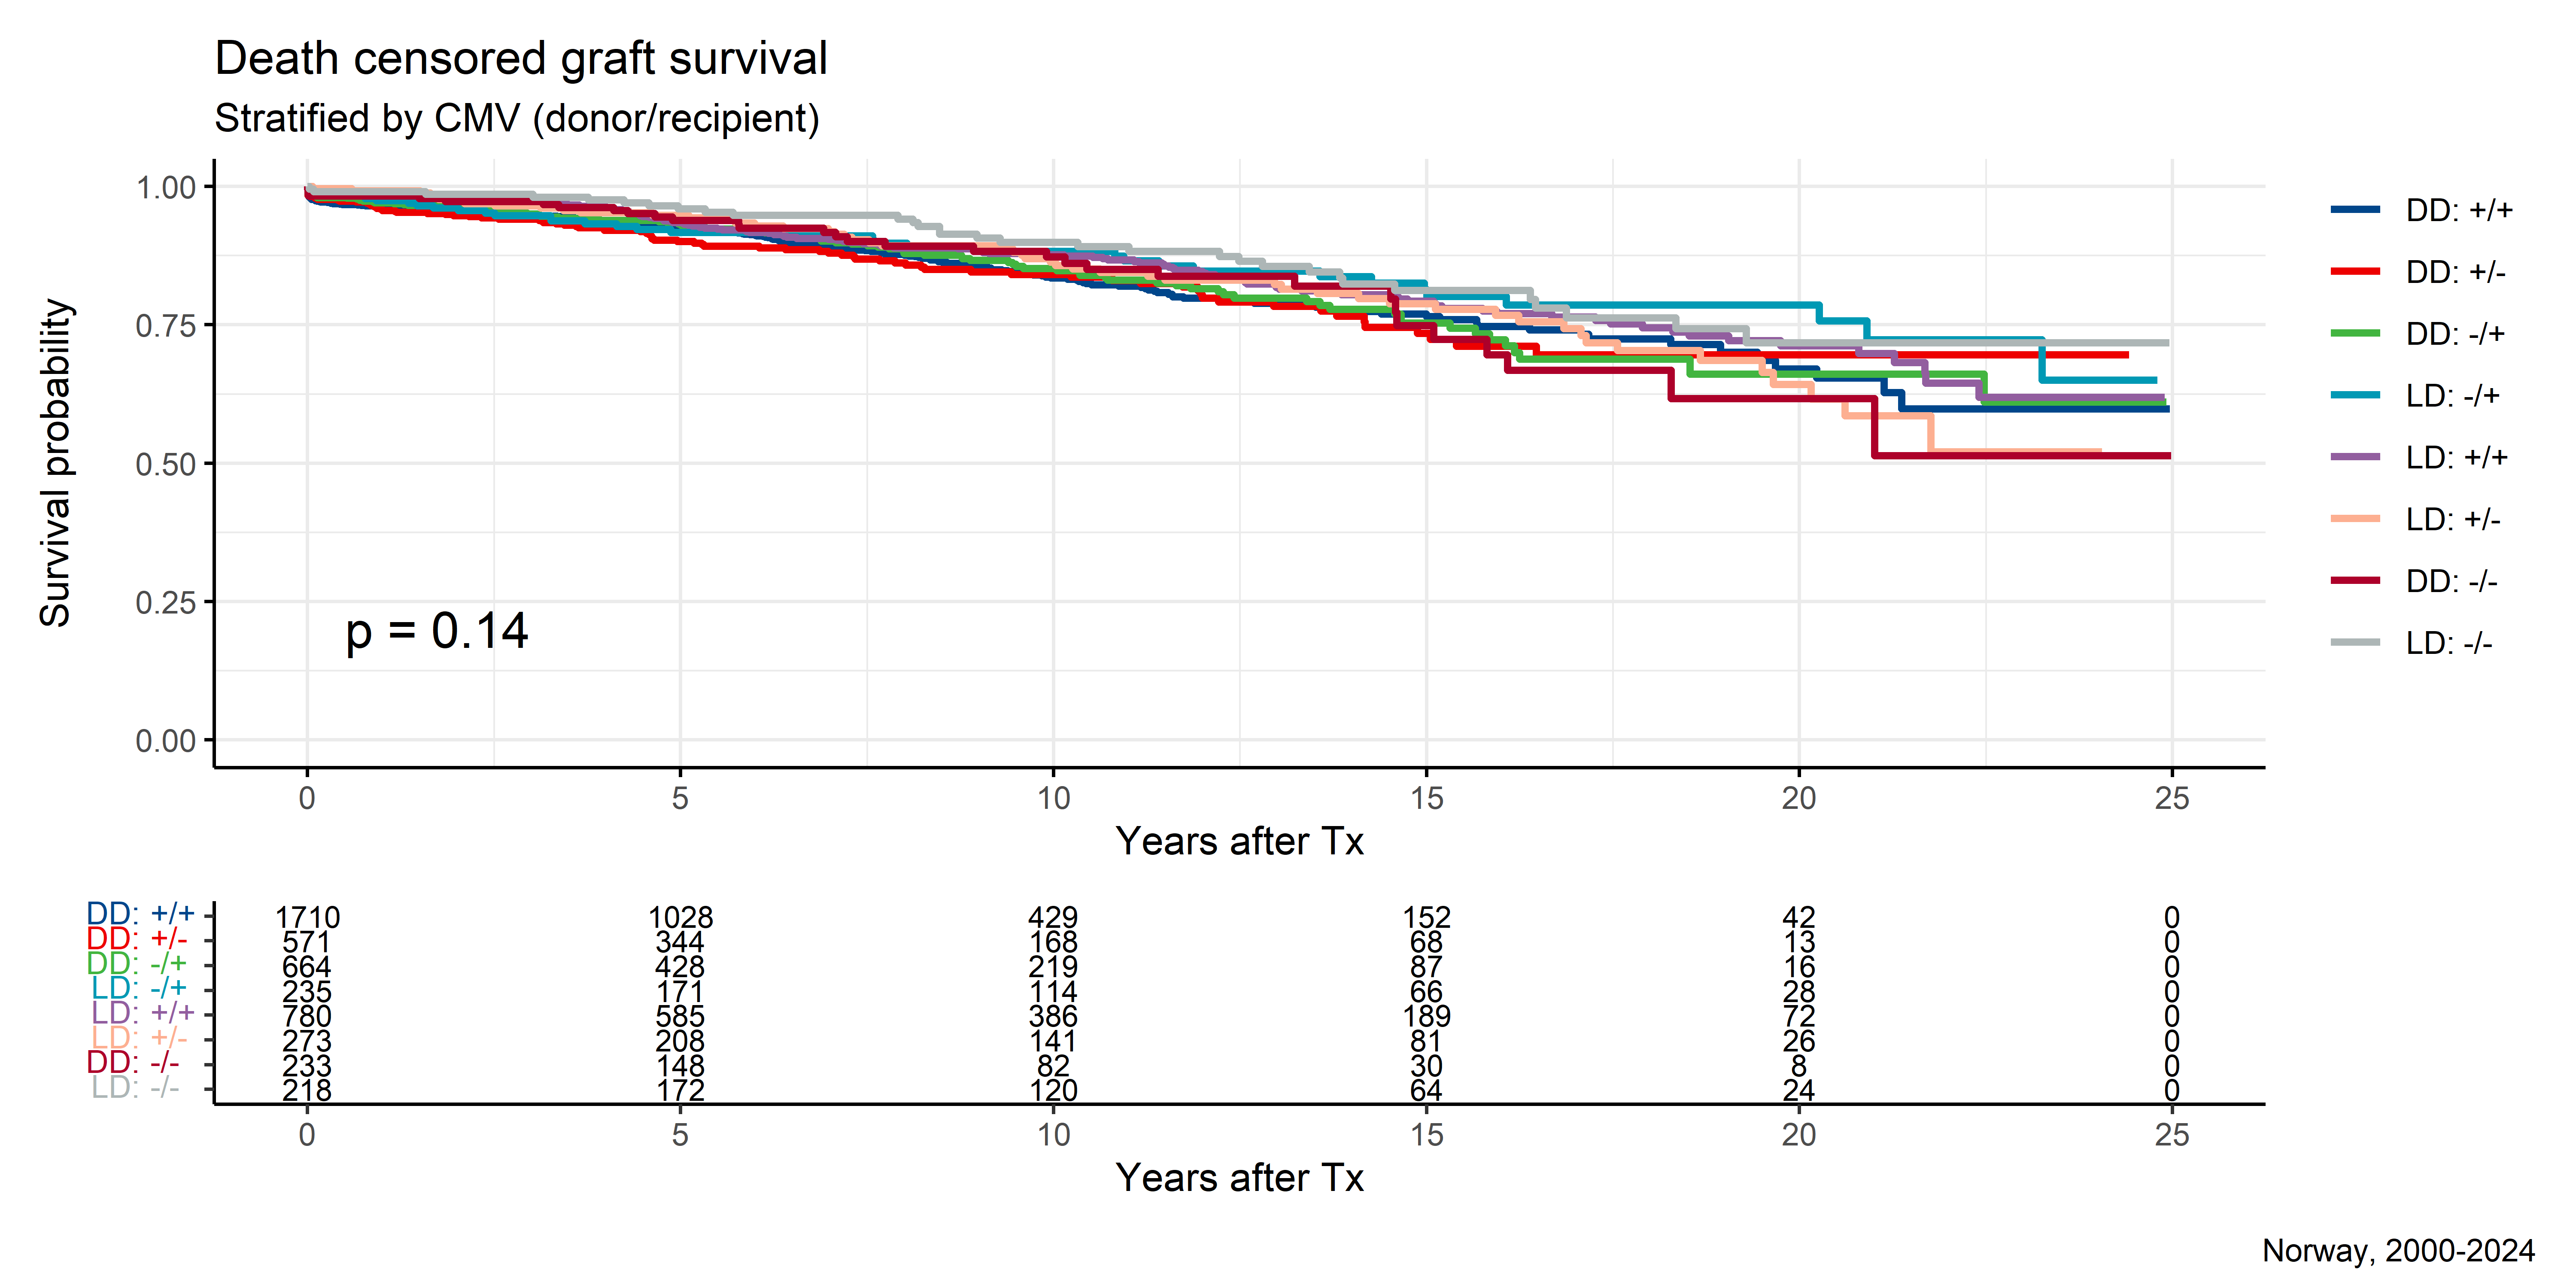 Death censored graft survival
Stratified by CMV (donor/recipient)
Survival probability
1.00
0.75
0.50
0.25
0.00
p = 0.14
0 5 10 15 20 25
Years after Tx
DD: +/+
DD: +/-
DD: -/+
LD: -/+
LD: +/+
LD: +/-
DD: -/-
LD: -/-
DD: +/+ 1710 1028 429 152 42 0
DD: +/- 571 344 168 68 13 0
DD: -/+ 664 428 219 87 16 0
LD: -/+ 235 171 114 66 28 0
LD: +/+ 780 585 386 189 72 0
LD: +/- 273 208 141 81 26 0
DD: -/- 233 148 82 30 8 0
LD: -/- 218 172 120 64 24 0
0 5 10 15 20 25
Years after Tx
Norway, 2000-2024